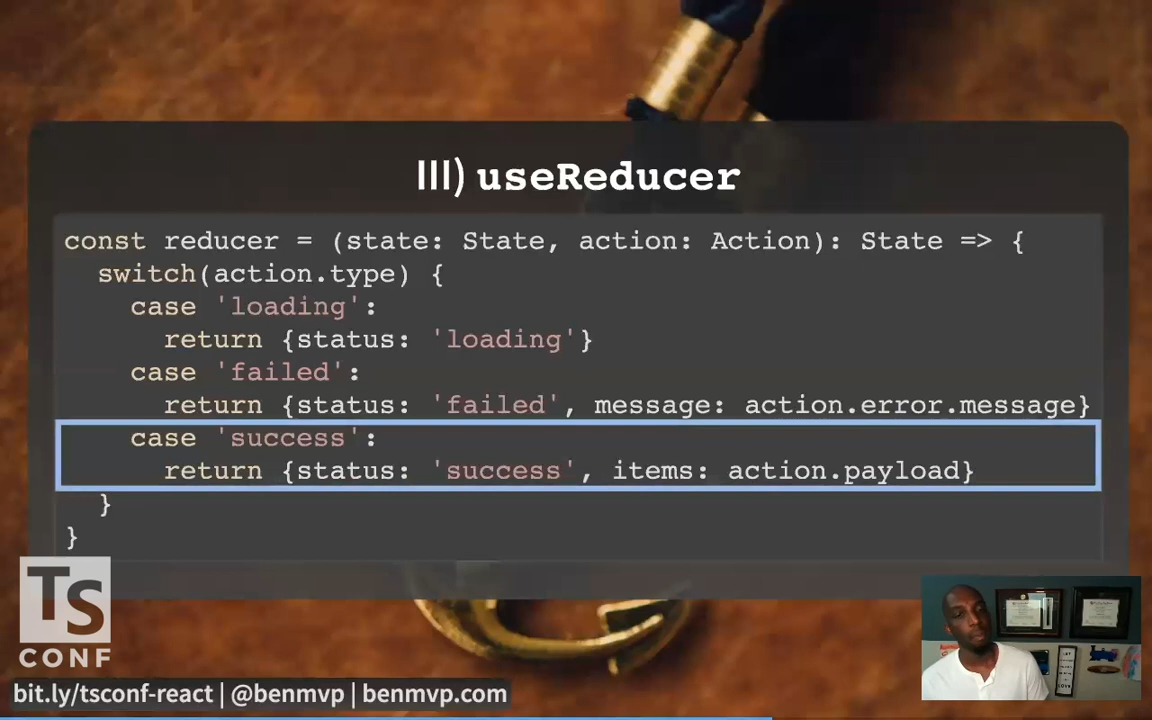 III) useReducer
const reducer = (state: State, action: Action): State => {
switch(action.type) {
case 'loading':
return {status: 'loading'}
case 'failed':
return {status: 'failed', message: action.error.message}
case 'success':
return {status: 'success', items: action.payload}
}
}
TS
CONF
bit.ly/tsconf-react | @benmvp | benmvp.com